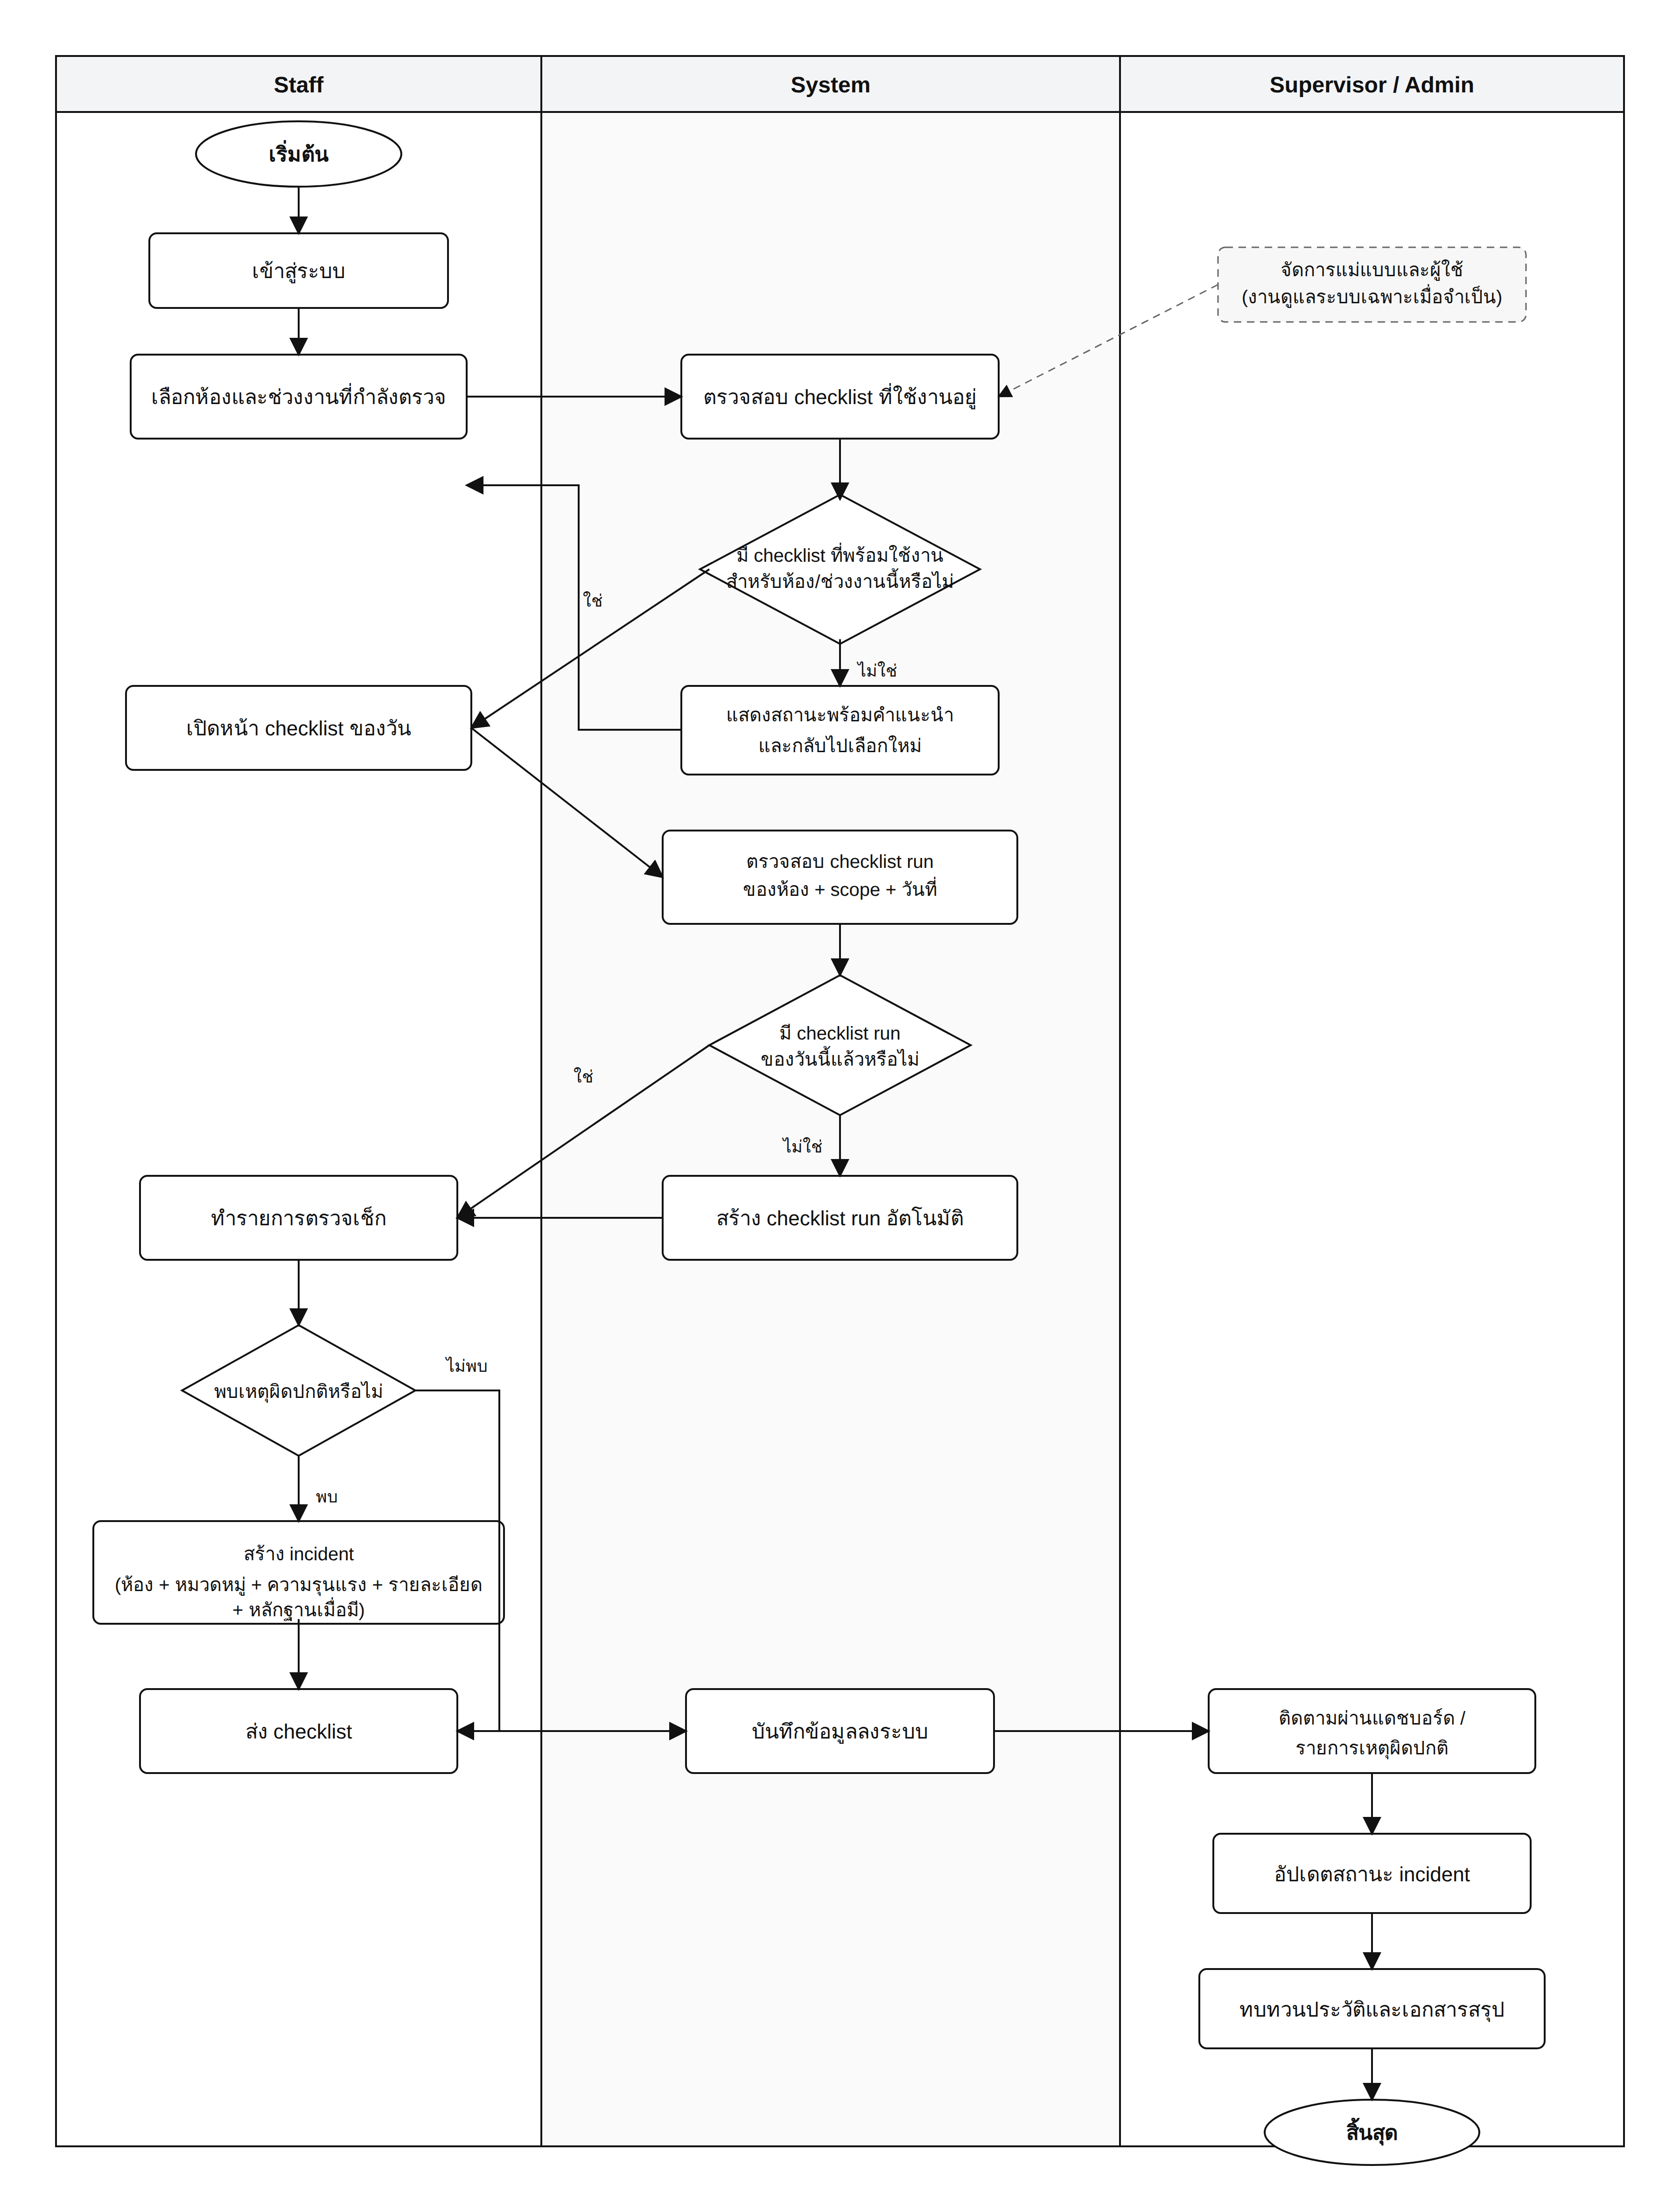 Staff
System
Supervisor / Admin
เริ่มต้น
เข้าสู่ระบบ
จัดการแม่แบบและผู้ใช้
(งานดูแลระบบเฉพาะเมื่อจำเป็น)
เลือกห้องและช่วงงานที่กำลังตรวจ
ตรวจสอบ checklist ที่ใช้งานอยู่
มี checklist ที่พร้อมใช้งาน
สำหรับห้อง/ช่วงงานนี้หรือไม่
ใช่
ไม่ใช่
เปิดหน้า checklist ของวัน
แสดงสถานะพร้อมคำแนะนำ
และกลับไปเลือกใหม่
ตรวจสอบ checklist run
ของห้อง + scope + วันที่
มี checklist run
ของวันนี้แล้วหรือไม่
ใช่
ไม่ใช่
ทำรายการตรวจเช็ก
สร้าง checklist run อัตโนมัติ
ไม่พบ
พบเหตุผิดปกติหรือไม่
พบ
สร้าง incident
(ห้อง + หมวดหมู่ + ความรุนแรง + รายละเอียด
+ หลักฐานเมื่อมี)
ส่ง checklist
บันทึกข้อมูลลงระบบ
ติดตามผ่านแดชบอร์ด /
รายการเหตุผิดปกติ
อัปเดตสถานะ incident
ทบทวนประวัติและเอกสารสรุป
สิ้นสุด